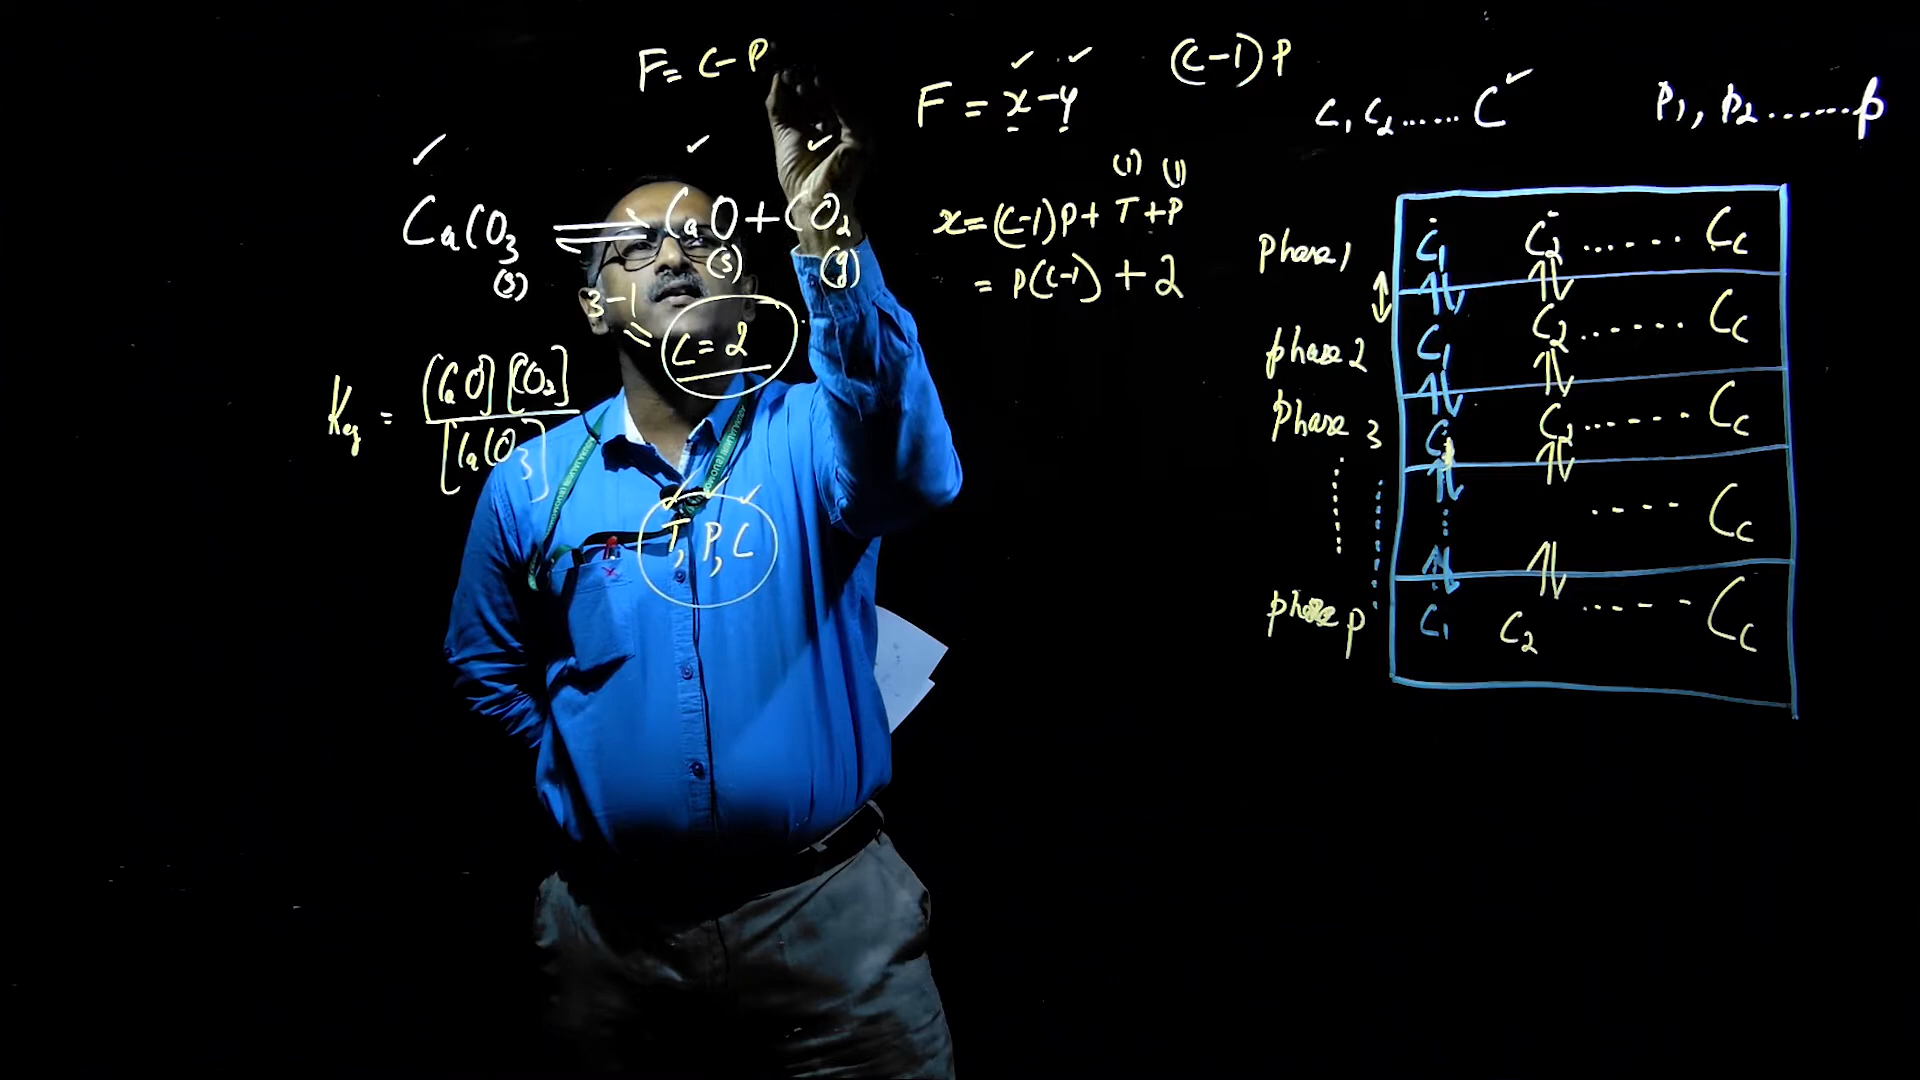 F = C - P
F = x - y
(C-1) P
C1 C2 ...... C
P1, P2 ....... P
CaCO3 (s) ⇌ CaO (s) + CO2 (g)
3-1 = C = 2
Keq = [CaO] [CO2] / [CaCO3]
T, P, C
(1) (1)
x = (C-1) P + T + P
= P (C-1) + 2
Phase 1 C1 C2 ...... Cc
Phase 2 C1 C2 ...... Cc
Phase 3 C1 C2 ...... Cc
.... Cc
Phase P C1 C2 ..... Cc